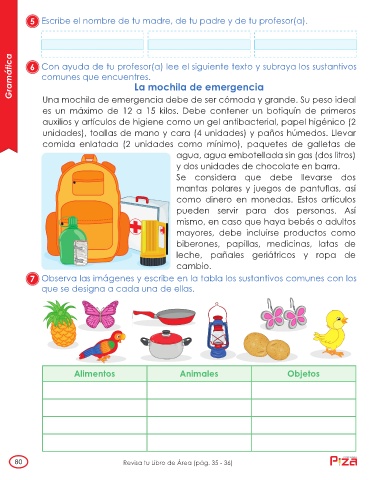 5 Escribe el nombre de tu madre, de tu padre y de tu profesor(a).
Gramática
6 Con ayuda de tu profesor(a) lee el siguiente texto y subraya los sustantivos
comunes que encuentres.
La mochila de emergencia
Una mochila de emergencia debe de ser cómoda y grande. Su peso ideal
es un máximo de 12 a 15 kilos. Debe contener un botiquín de primeros
auxilios y artículos de higiene como un gel antibacterial, papel higénico (2
unidades), toallas de mano y cara (4 unidades) y paños húmedos. Llevar
comida enlatada (2 unidades como mínimo), paquetes de galletas de
agua, agua embotellada sin gas (dos litros)
y dos unidades de chocolate en barra.
Se considera que debe llevarse dos
mantas polares y juegos de pantuflas, así
como dinero en monedas. Estos artículos
pueden servir para dos personas. Así
mismo, en caso que haya bebés o adultos
mayores, debe incluirse productos como
biberones, papillas, medicinas, latas de
leche, pañales geriátricos y ropa de
cambio.
7 Observa las imágenes y escribe en la tabla los sustantivos comunes con los
que se designa a cada una de ellas.
Alimentos Animales Objetos
80 Revisa tu Libro de Área (pág. 35 - 36)